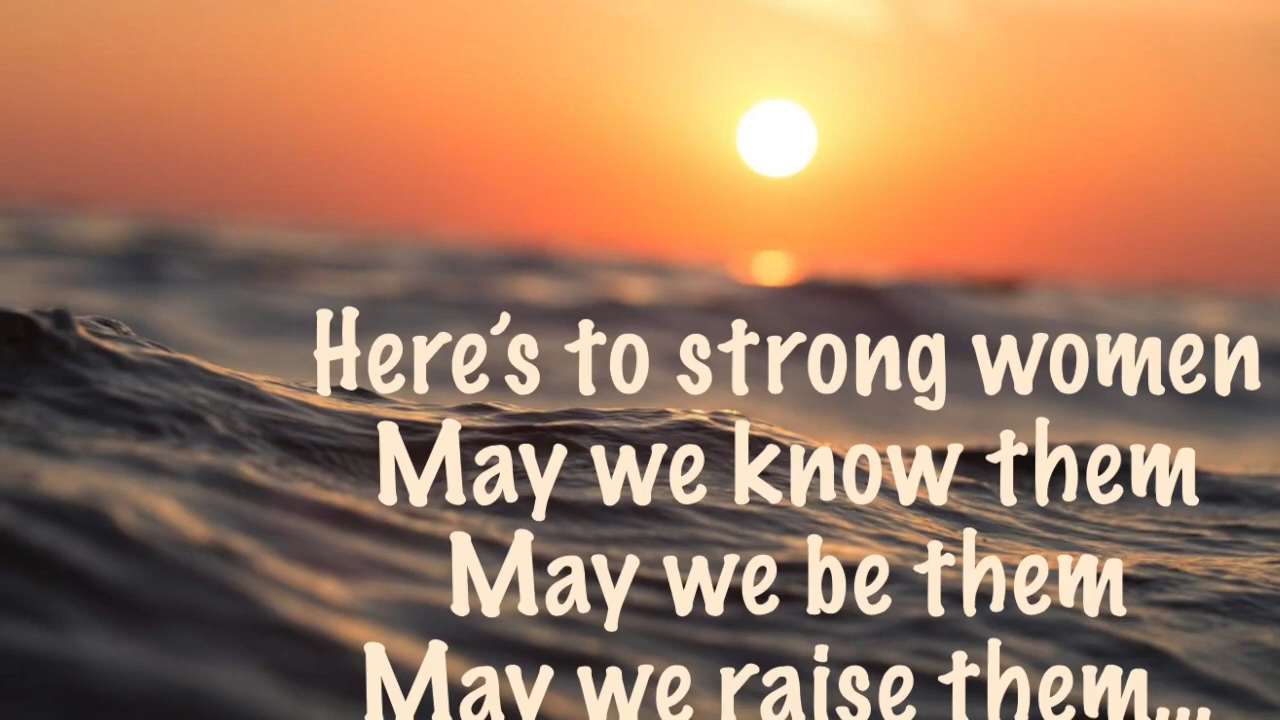 Here's to strong women
May we know them
May we be them
May we raise them...